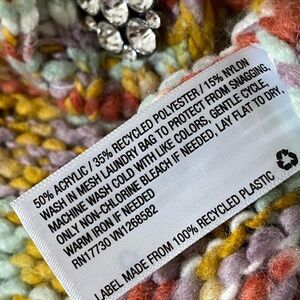 50% ACRYLIC / 35% RECYCLED POLYESTER / 15% NYLON
WASH IN MESH LAUNDRY BAG TO PROTECT FROM SNAGGING,
MACHINE WASH COLD WITH LIKE COLORS, GENTLE CYCLE,
ONLY NON-CHLORINE BLEACH IF NEEDED, LAY FLAT TO DRY,
WARM IRON IF NEEDED
RN17730 VN1268582
LABEL MADE FROM 100% RECYCLED PLASTIC